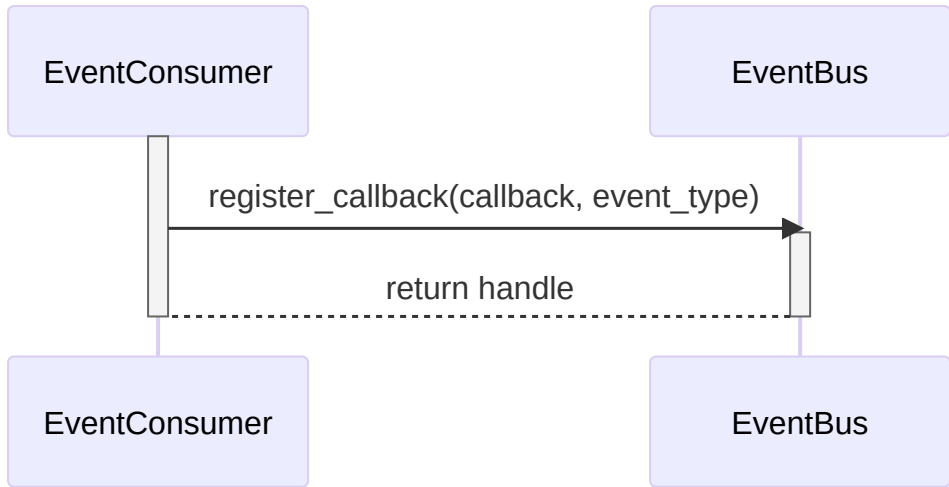 EventConsumer
EventBus
register_callback(callback, event_type)
return handle
EventConsumer
EventBus